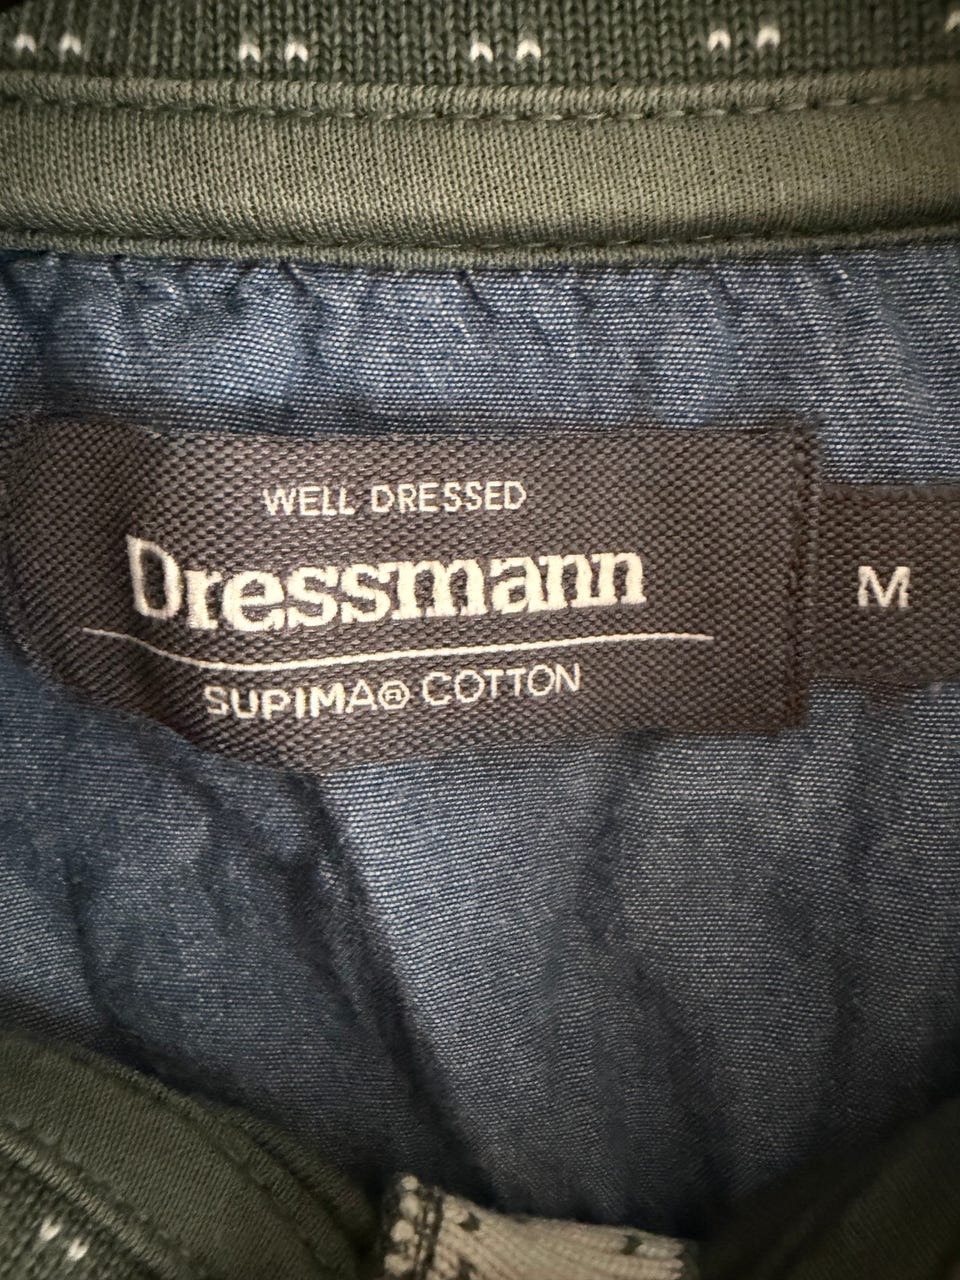 WELL DRESSED
Dressmann
SUPIMA® COTTON
M